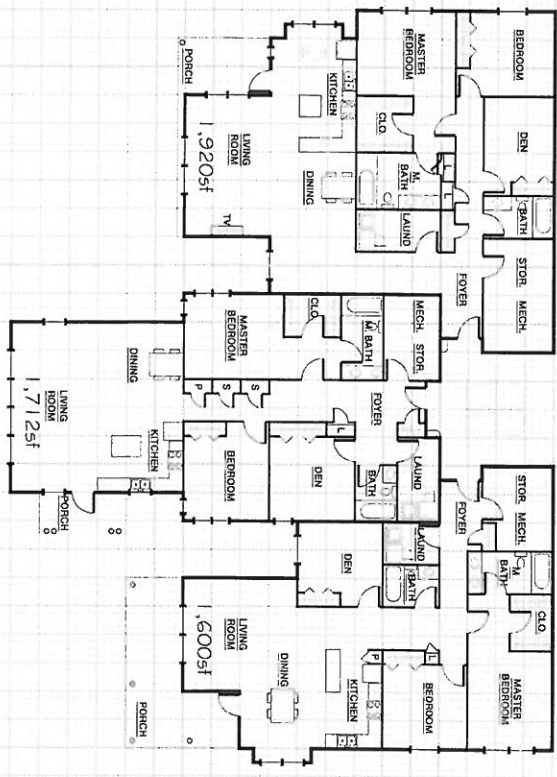 PORCH
KITCHEN
MASTER
BEDROOM
BEDROOM
CLO.
DEN
LIVING
ROOM
1,920sf
DINING
M.
BATH
L
L
BATH
TV
LAUND
STOR. MECH.
FOYER
MASTER
BEDROOM
CLO.
M.
BATH
MECH. STOR.
DINING
P
S
S
FOYER
LIVING
ROOM
1,712sf
KITCHEN
L
BEDROOM
DEN
BATH
LAUND
PORCH
STOR. MECH.
FOYER
LAUND
M
BATH
DEN
BATH
CLO.
LIVING
ROOM
1,600sf
DINING
P
L
KITCHEN
BEDROOM
MASTER
BEDROOM
PORCH